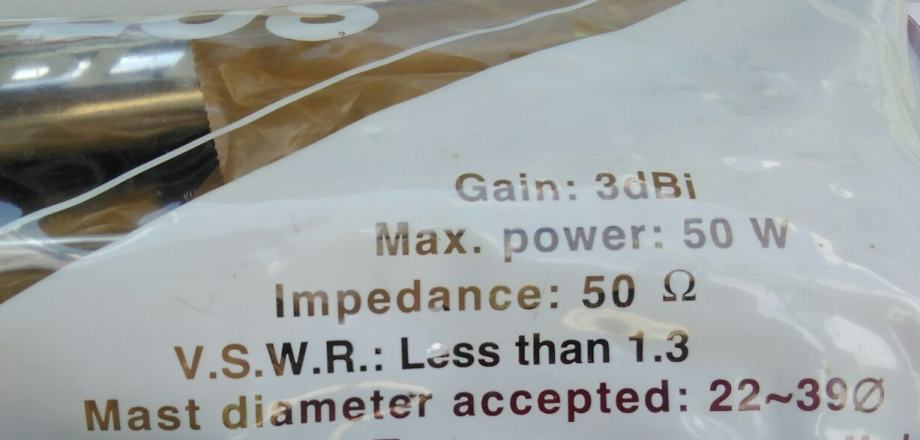 Gain: 3dBi
Max. power: 50 W
Impedance: 50 Ω
V.S.W.R.: Less than 1.3
Mast diameter accepted: 22~39Ø